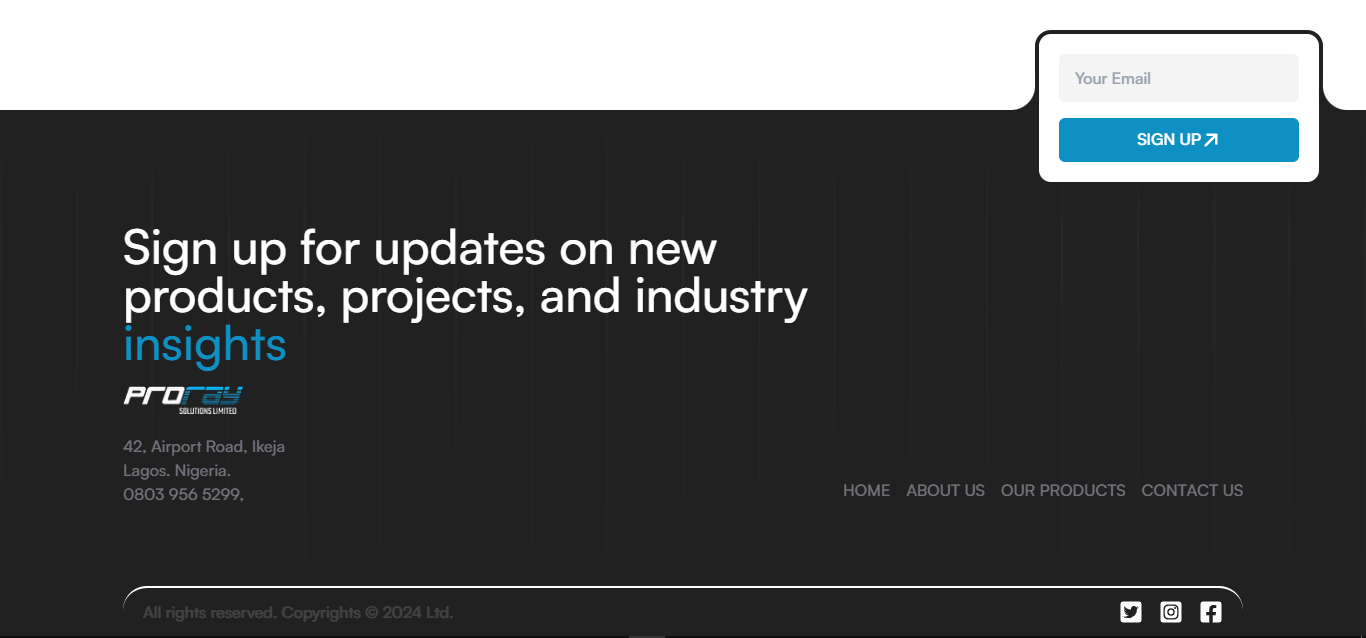 Your Email
SIGN UP
Sign up for updates on new
products, projects, and industry
insights
proray
SOLUTIONS LIMITED
42, Airport Road, Ikeja
Lagos. Nigeria.
0803 956 5299,
HOME ABOUT US OUR PRODUCTS CONTACT US
All rights reserved. Copyrights © 2024 Ltd.